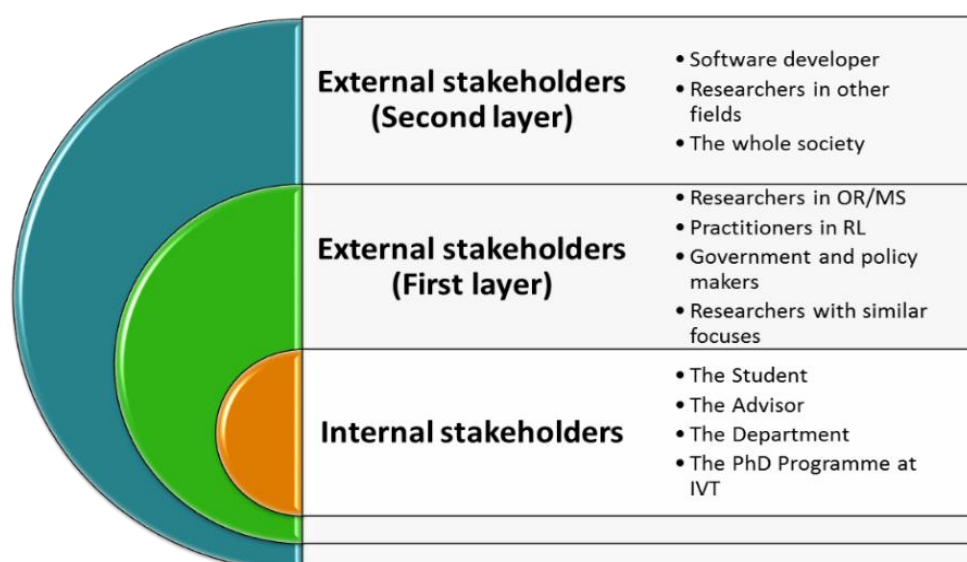 External stakeholders
(Second layer)
• Software developer
• Researchers in other
fields
• The whole society
External stakeholders
(First layer)
• Researchers in OR/MS
• Practitioners in RL
• Government and policy
makers
• Researchers with similar
focuses
Internal stakeholders
• The Student
• The Advisor
• The Department
• The PhD Programme at
IVT